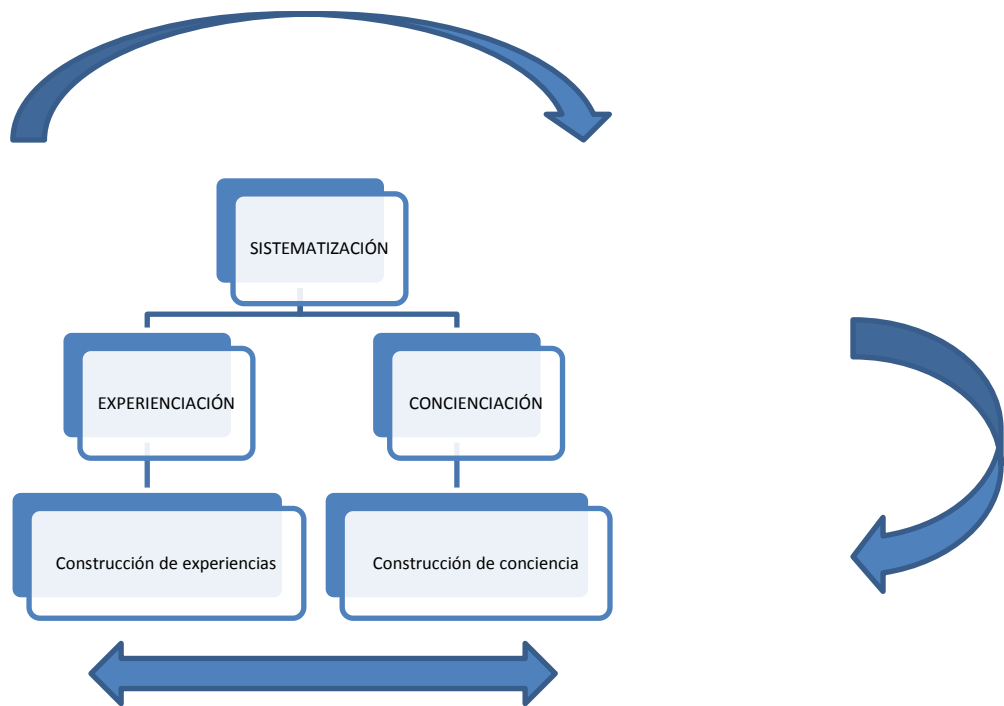 SISTEMATIZACIÓN
EXPERIENCIACIÓN
CONCIENCIACIÓN
Construcción de experiencias
Construcción de conciencia